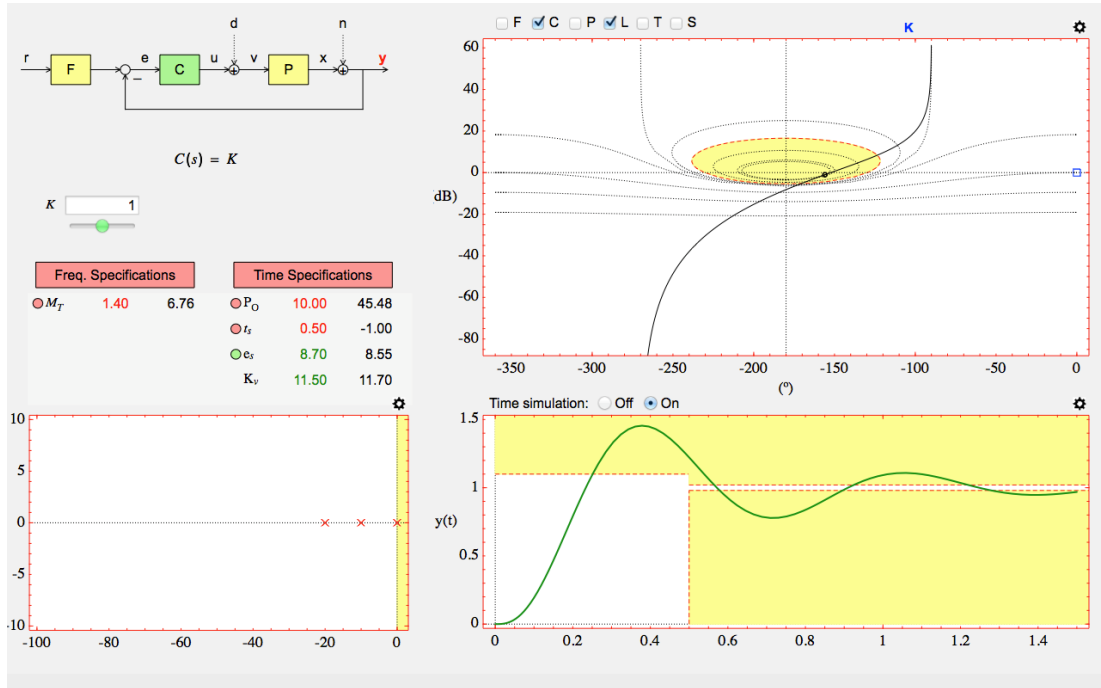 d
n
r
F
e
C
u
v
P
x
y
C(s) = K
K
1
Freq. Specifications
Time Specifications
M_T 1.40 6.76
P_O 10.00 45.48
t_s 0.50 -1.00
e_s 8.70 8.55
K_v 11.50 11.70
F C P L T S
K
60
40
20
0
dB)
-20
-40
-60
-80
-350 -300 -250 -200 -150 -100 -50 0
(º)
10
5
0
-5
-10
-100 -80 -60 -40 -20 0
Time simulation: Off On
1.5
1
y(t)
0.5
0
0 0.2 0.4 0.6 0.8 1 1.2 1.4